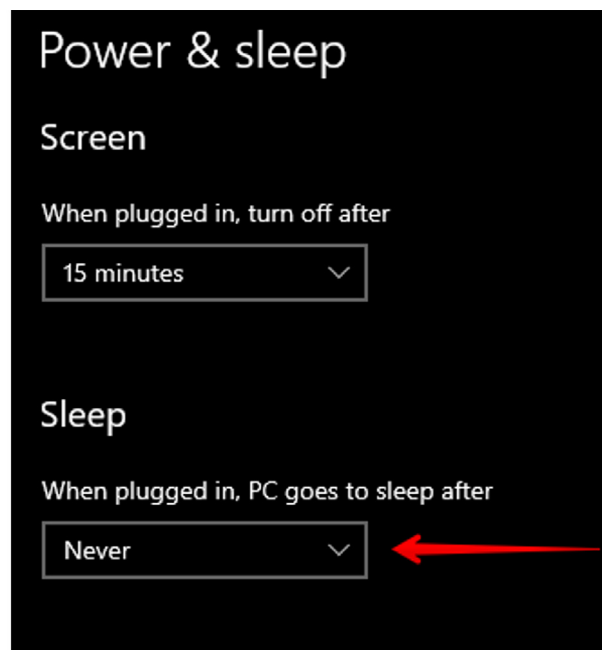 Power & sleep
Screen
When plugged in, turn off after
15 minutes
Sleep
When plugged in, PC goes to sleep after
Never